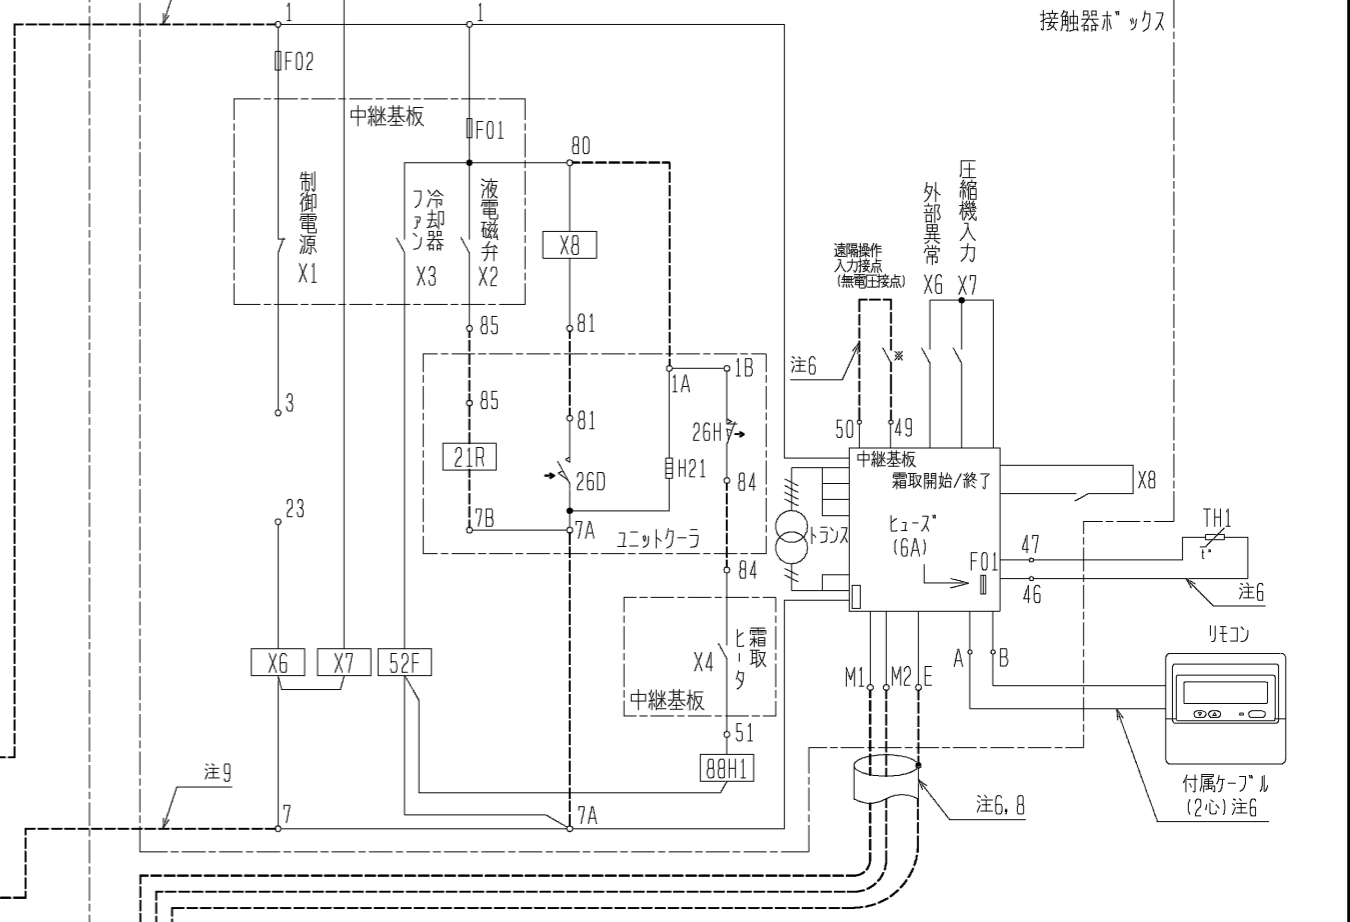 1
1
接触器ボックス
F02
中継基板
F01
80
制御電源
X1
冷却器
ファン
X3
液電磁弁
X2
X8
外部異常
X6
圧縮機入力
X7
遠隔操作
入力接点
(無電圧接点)
85
81
注6
※
1A
1B
3
85
81
26H
50
49
21R
26D
H21
84
中継基板
霜取開始/終了
X8
23
7B
7A
ユニットクーラ
トランス
ヒューズ
(6A)
F01
47
TH1
t°
84
46
注6
霜取
ヒータ
X4
中継基板
リモコン
X6
X7
52F
A
B
M1
M2
E
51
88H1
注9
付属ケーブル
(2心)注6
7
7A
注6,8